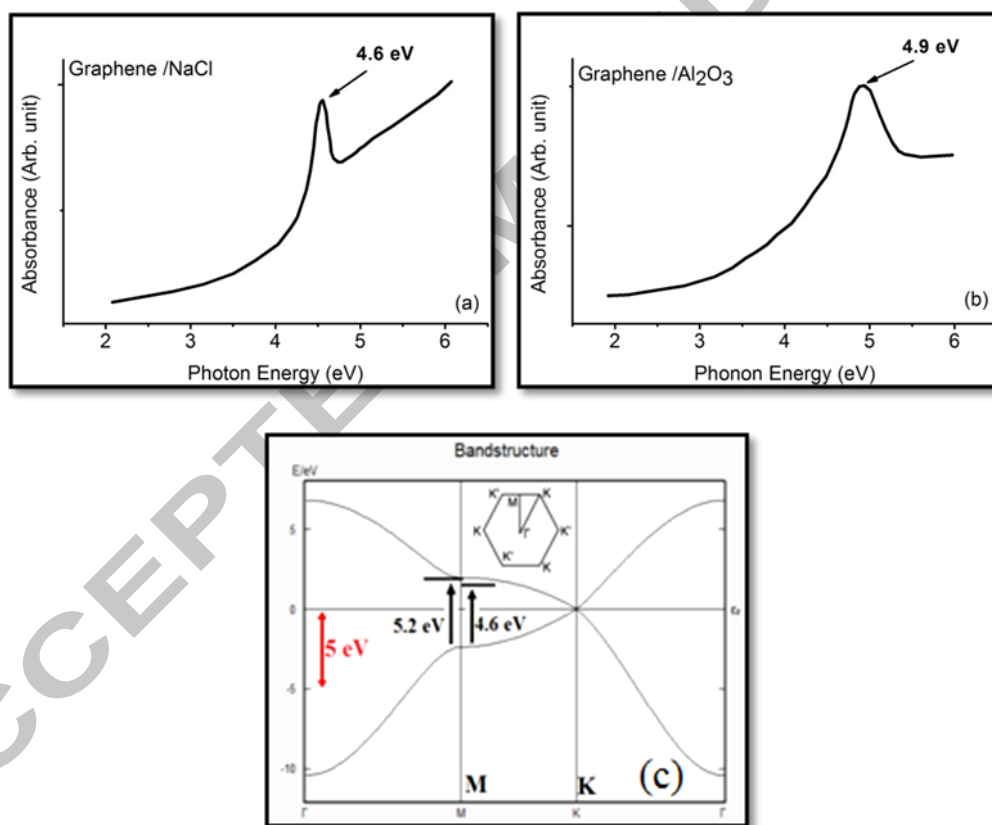 4.6 eV
Graphene /NaCl
Absorbance (Arb. unit)
(a)
2 3 4 5 6
Photon Energy (eV)
4.9 eV
Graphene /Al2O3
Absorbance (Arb. unit)
(b)
2 3 4 5 6
Phonon Energy (eV)
Bandstructure
E/eV
K' K
M
K Γ K'
K' K
5
0
5.2 eV 4.6 eV
5 eV
-5
-10
M K (c)
Γ M K Γ